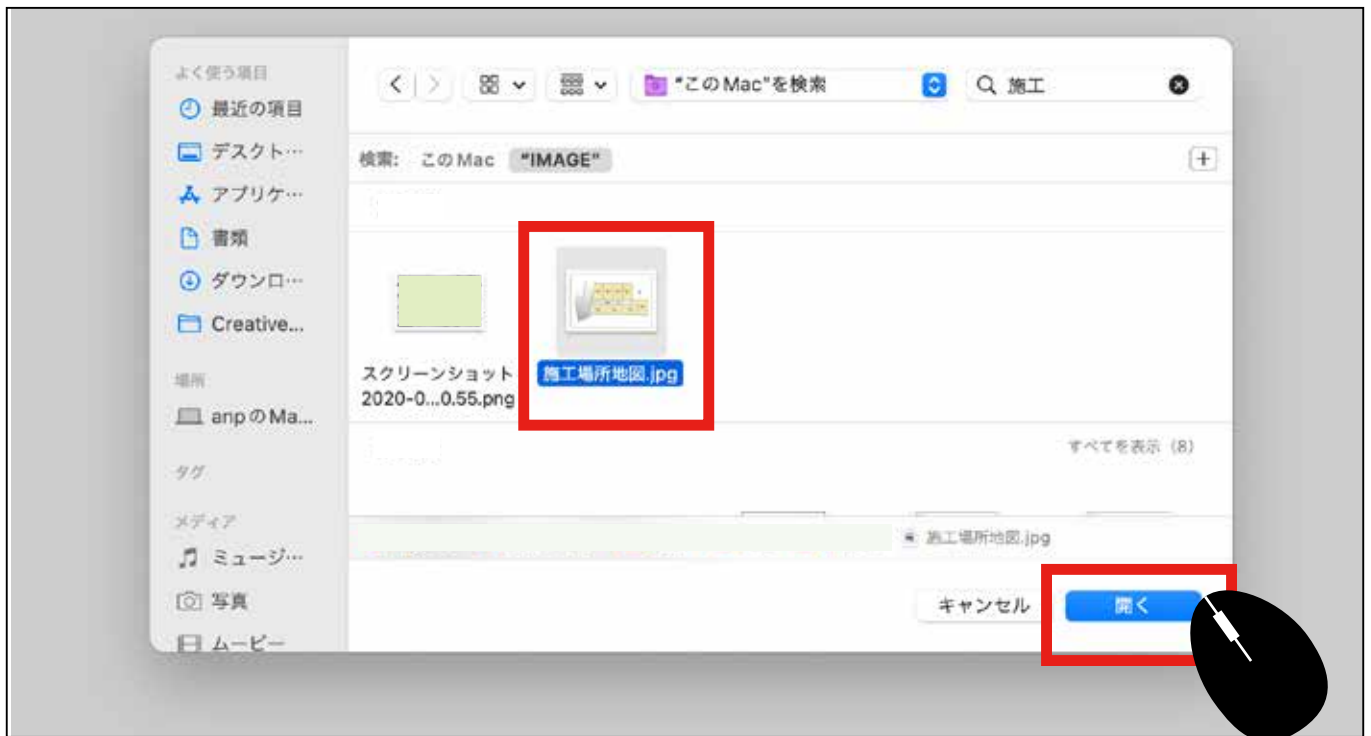 よく使う項目
最近の項目
デスクト…
アプリケ…
書類
ダウンロ…
Creative...
場所
anpのMa...
タグ
メディア
ミュージ…
写真
ムービー
"このMac"を検索
施工
検索: このMac "IMAGE"
スクリーンショット
2020-0...0.55.png
施工場所地図.jpg
すべてを表示 (8)
施工場所地図.jpg
キャンセル
開く